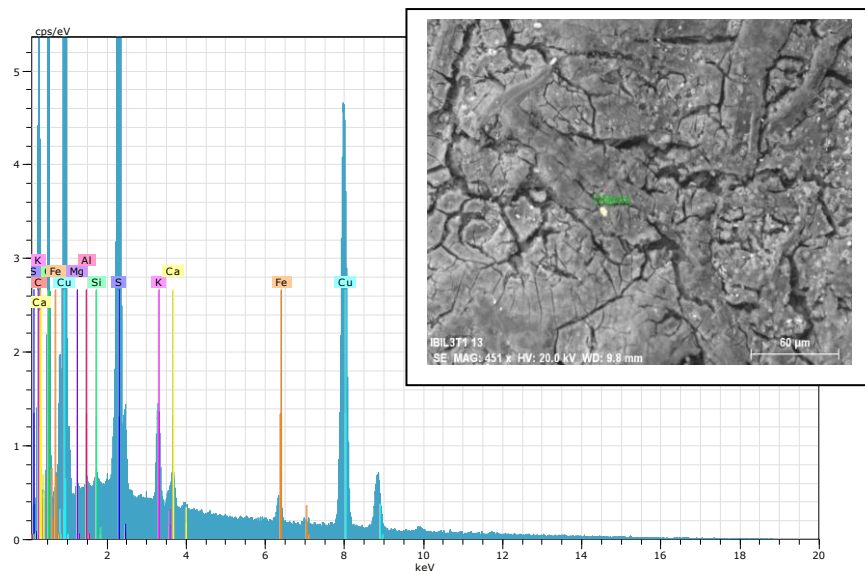 cps/eV
5
4
3
2
1
0
K
S
C
Ca
Fe
Cu
Mg
Al
Si
S
K
Ca
Fe
Cu
2
4
6
8
10
12
14
16
18
20
keV
IBIL3T1 13
SE MAG: 451 x HV: 20.0 kV WD: 9.8 mm
60 µm